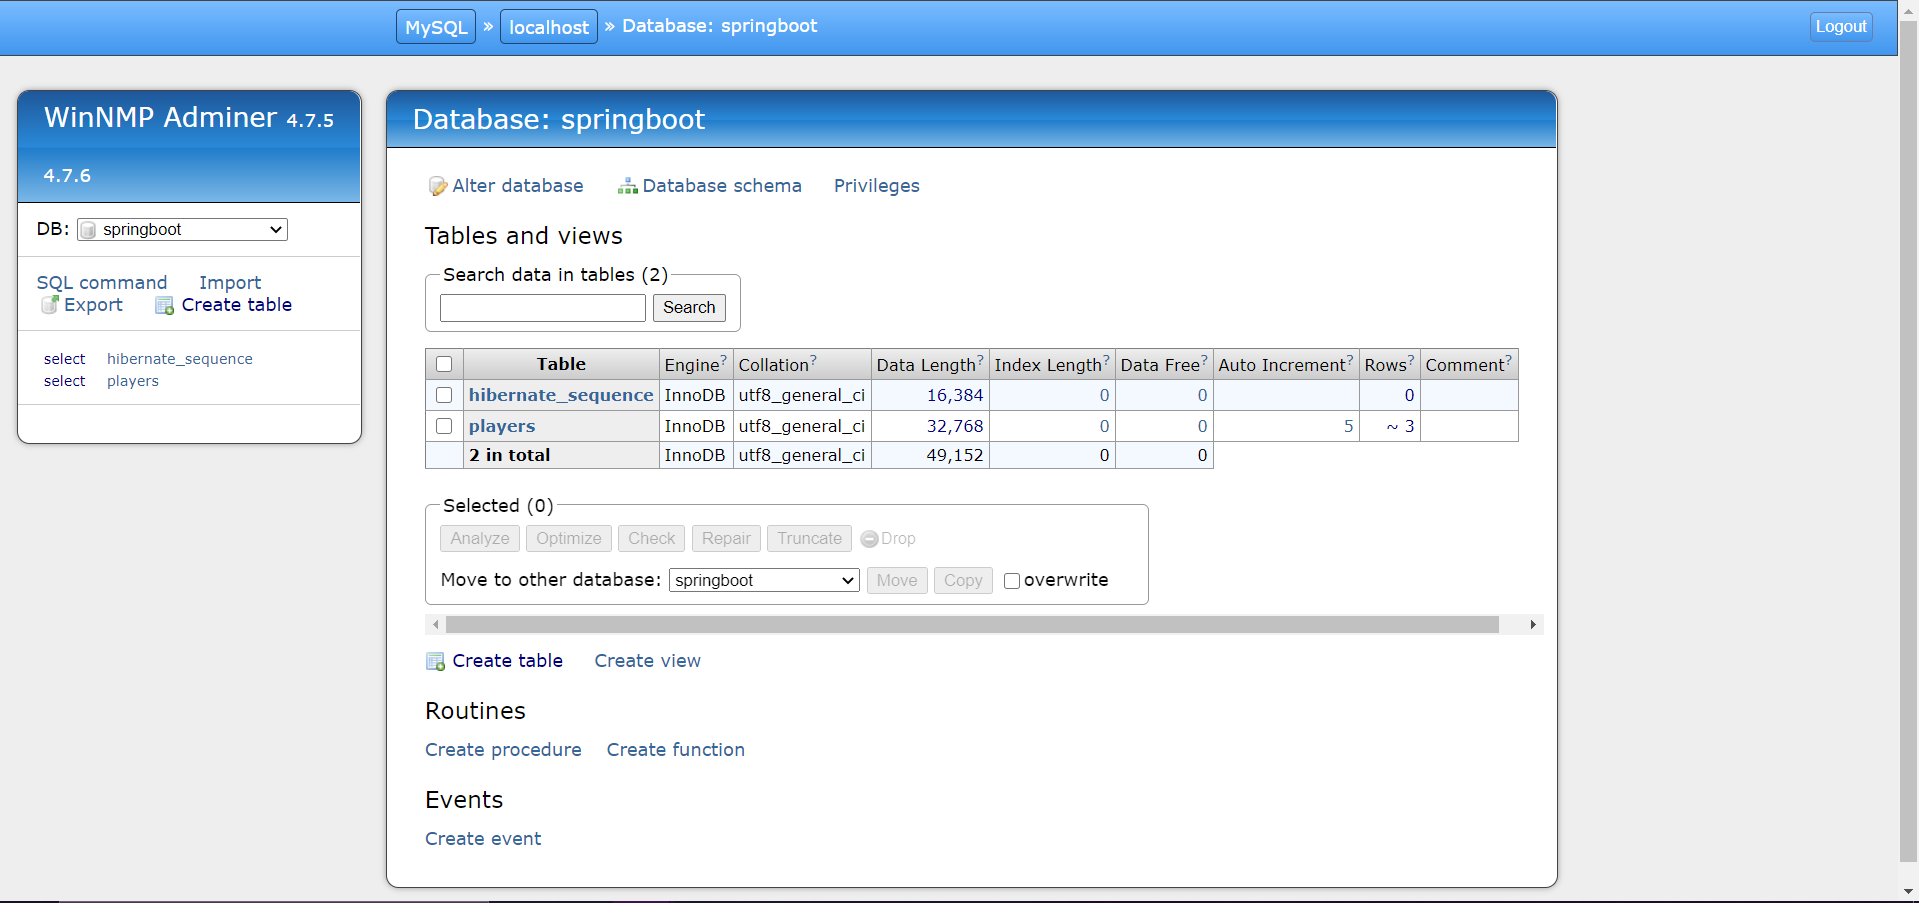 MySQL » localhost » Database: springboot
Logout
WinNMP Adminer 4.7.5
4.7.6
DB: springboot
SQL command Import
Export Create table
select hibernate_sequence
select players
Database: springboot
Alter database Database schema Privileges
Tables and views
Search data in tables (2)
Search
Table Engine? Collation? Data Length? Index Length? Data Free? Auto Increment? Rows? Comment?
hibernate_sequence InnoDB utf8_general_ci 16,384 0 0 0
players InnoDB utf8_general_ci 32,768 0 0 5 ~ 3
2 in total InnoDB utf8_general_ci 49,152 0 0
Selected (0)
Analyze Optimize Check Repair Truncate Drop
Move to other database: springboot Move Copy overwrite
Create table Create view
Routines
Create procedure Create function
Events
Create event